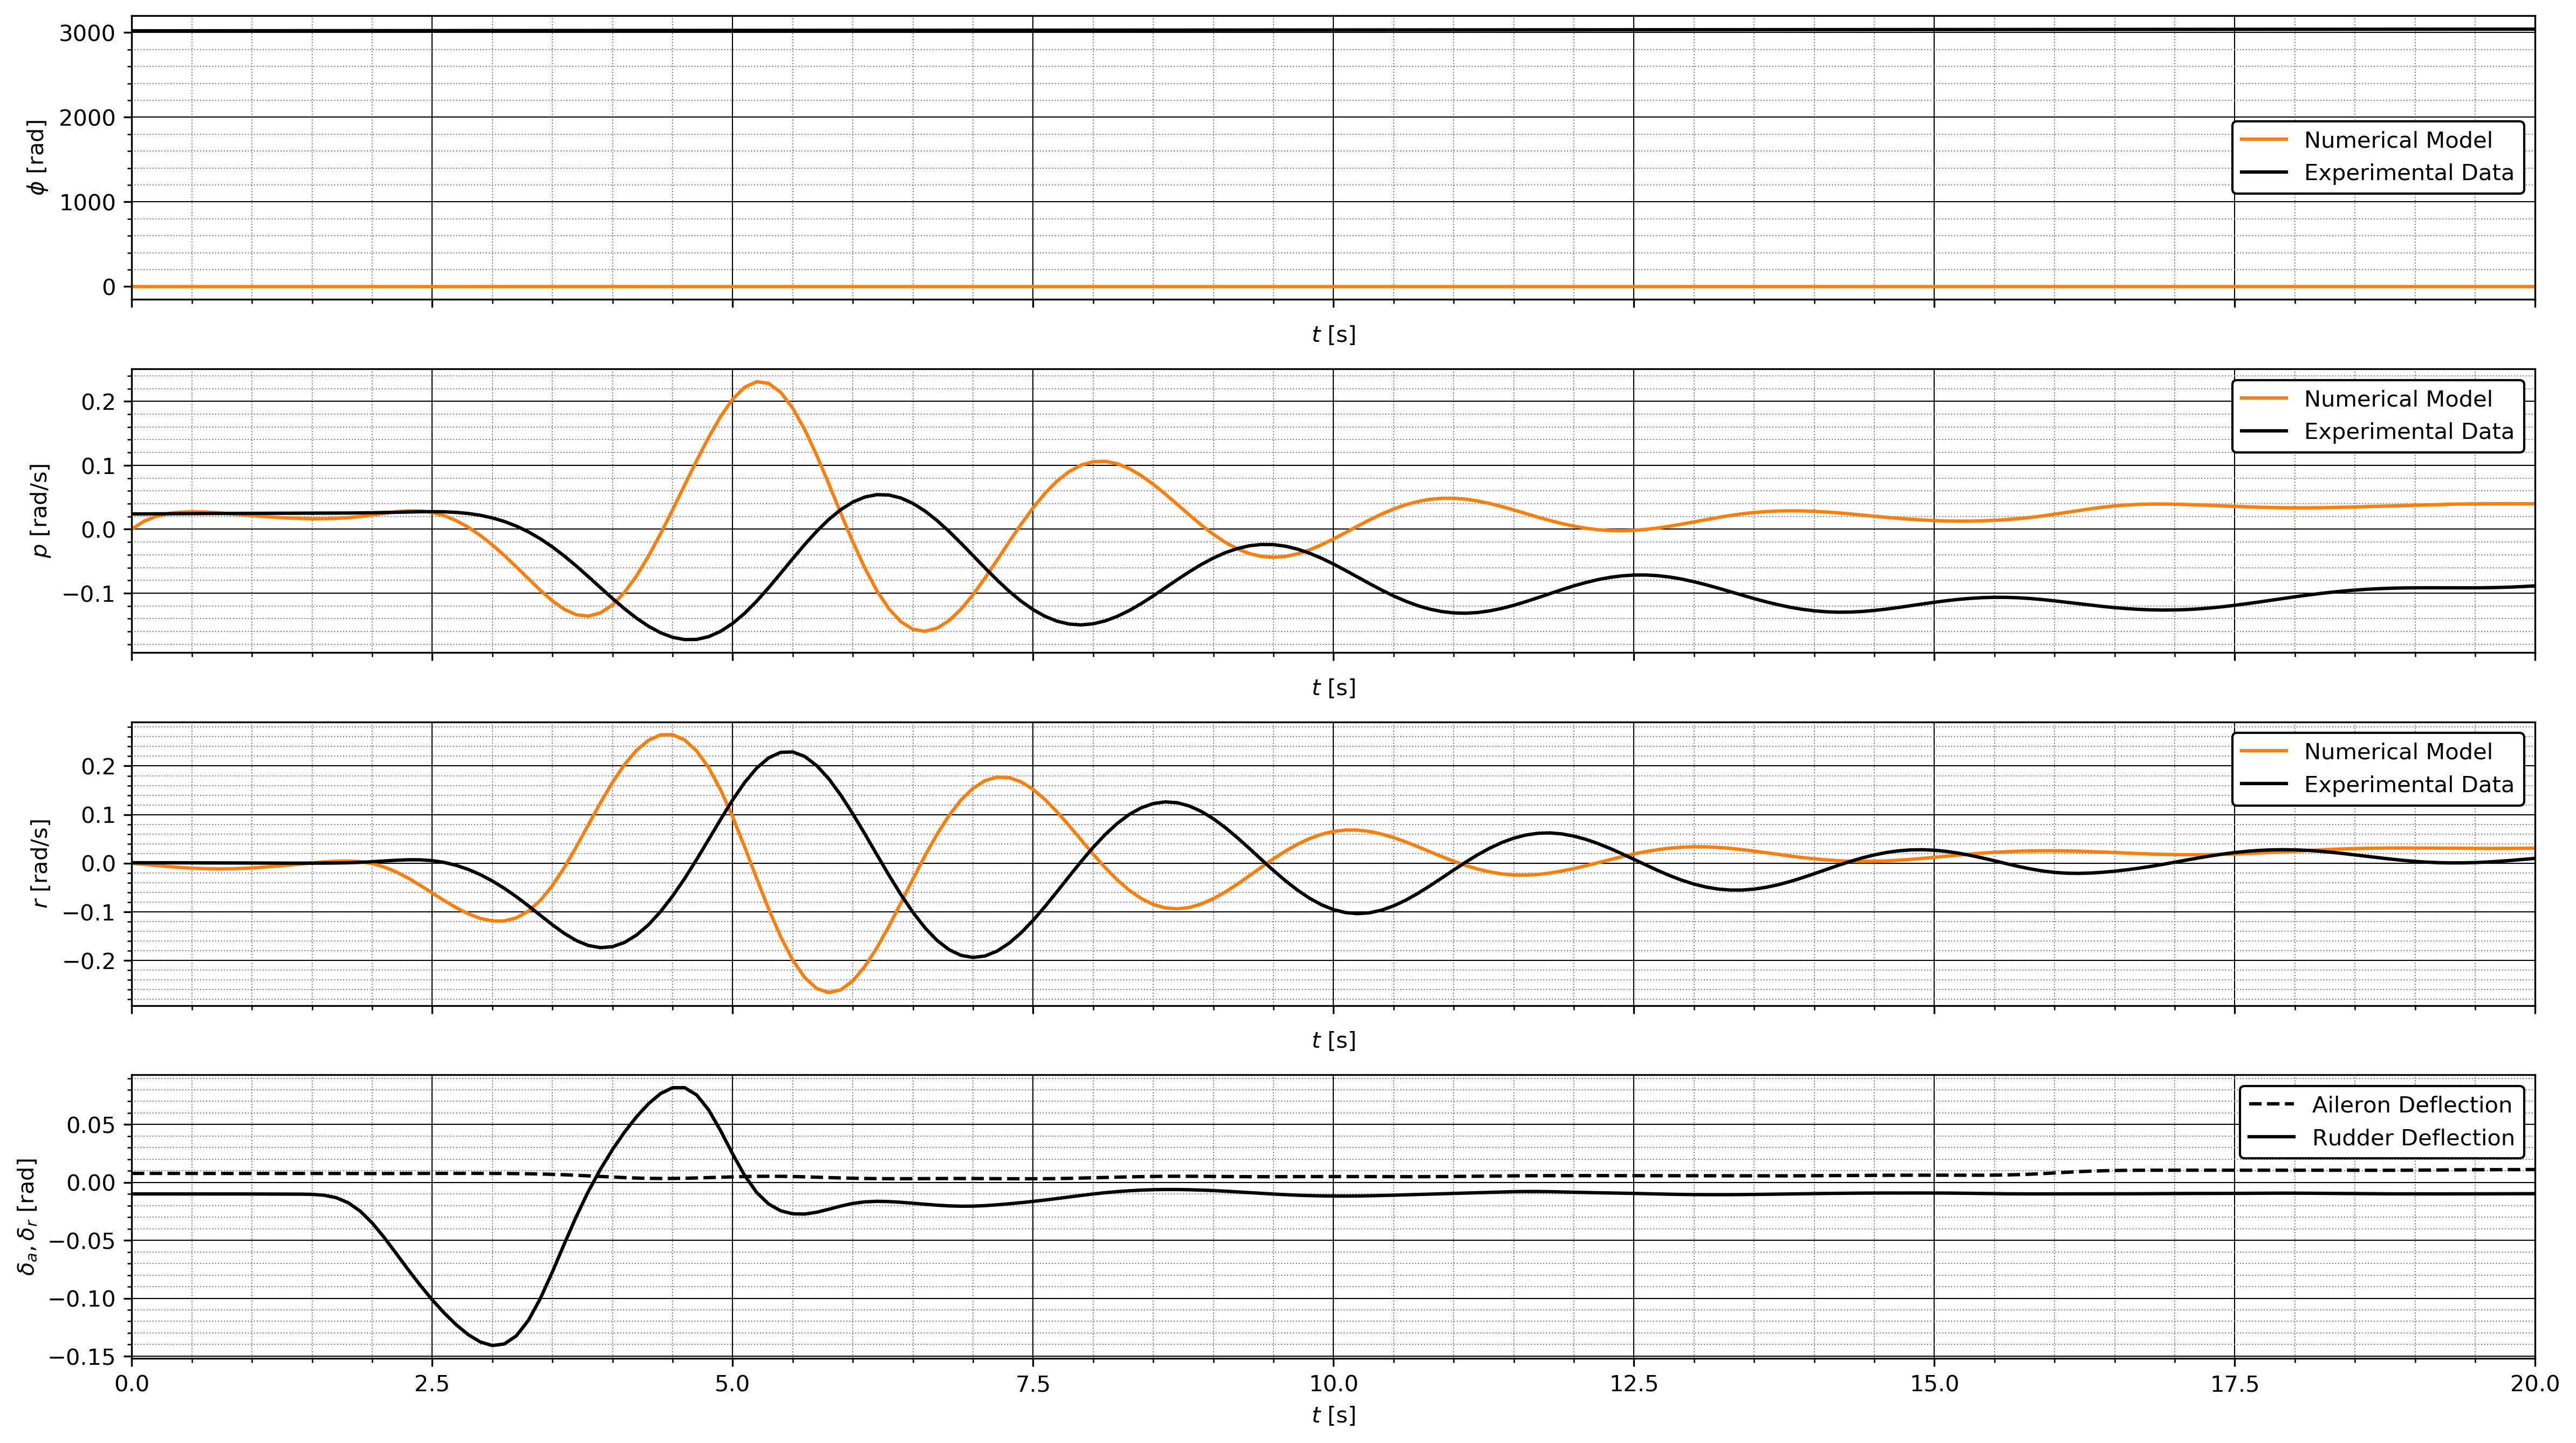 3000
2000
1000
0
ϕ [rad]
Numerical Model
Experimental Data
t [s]
0.2
0.1
0.0
−0.1
p [rad/s]
Numerical Model
Experimental Data
t [s]
0.2
0.1
0.0
−0.1
−0.2
r [rad/s]
Numerical Model
Experimental Data
t [s]
0.05
0.00
−0.05
−0.10
−0.15
δₐ, δᵣ [rad]
Aileron Deflection
Rudder Deflection
0.0 2.5 5.0 7.5 10.0 12.5 15.0 17.5 20.0
t [s]